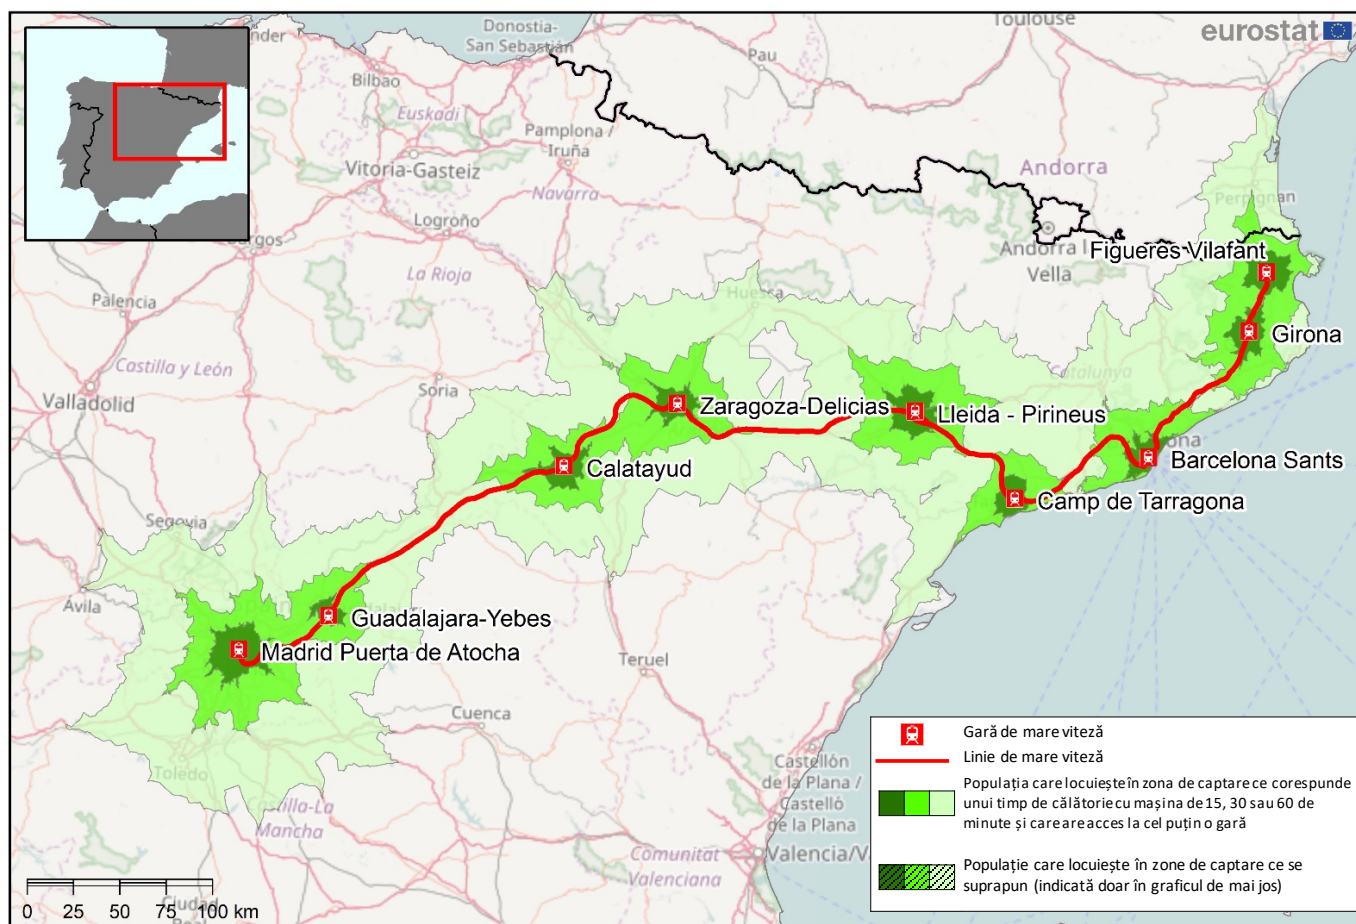 eurostat
Donostia-
San Sebastián
Toulouse
Pau
Bilbao
Euskadi
Pamplona /
Iruña
Vitoria-Gasteiz
Navarra
Andorra
Perpignan
Logroño
Burgos
Andorra la
Vella
Figueres Vilafant
La Rioja
Palencia
Huesca
Girona
Castilla y León
Soria
Catalunya
Valladolid
Zaragoza-Delicias
Lleida - Pirineus
Calatayud
Barcelona Sants
Camp de Tarragona
Segovia
Ávila
Guadalajara-Yebes
Madrid Puerta de Atocha
Teruel
Cuenca
Toledo
Castilla-La
Mancha
Castellón
de la Plana /
Castelló
de la Plana
Comunitat
Valenciana
Valencia/V
Ciudad
Real
0 25 50 75 100 km
Gară de mare viteză
Linie de mare viteză
Populația care locuiește în zona de captare ce corespunde
unui timp de călătorie cu mașina de 15, 30 sau 60 de
minute și care are acces la cel puțin o gară
Populație care locuiește în zone de captare ce se
suprapun (indicată doar în graficul de mai jos)